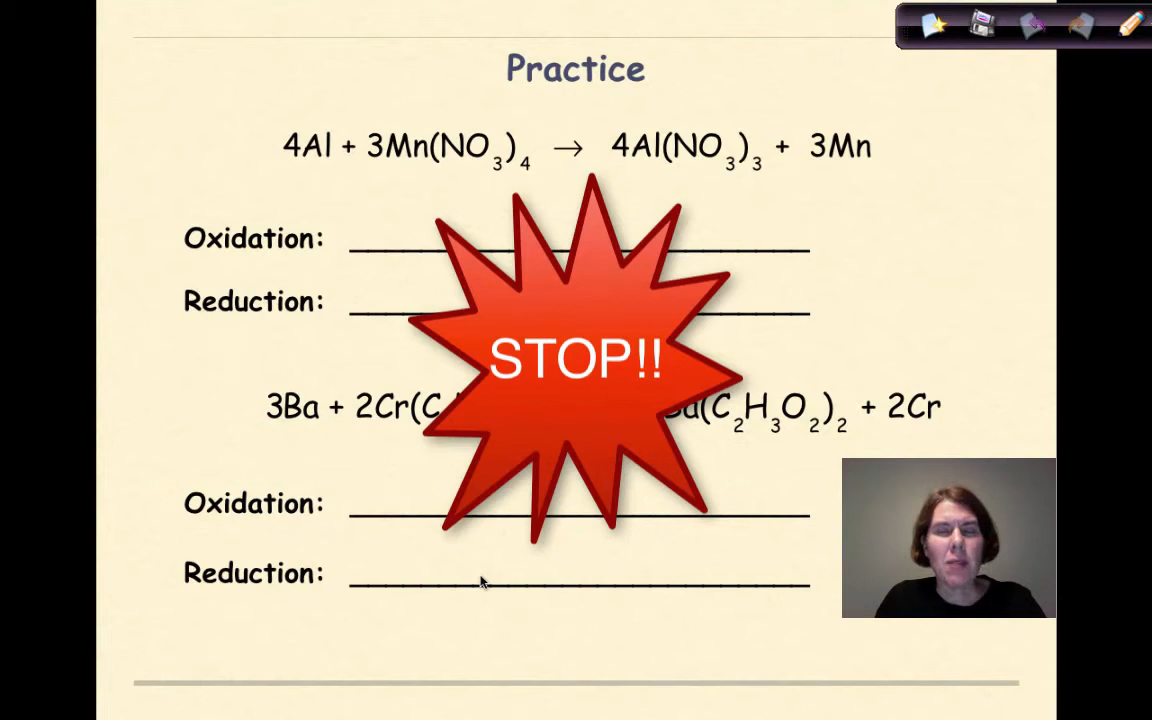 Practice
4Al + 3Mn(NO₃)₄ → 4Al(NO₃)₃ + 3Mn
Oxidation:
Reduction:
STOP!!
3Ba + 2Cr(C (C₂H₃O₂)₂ + 2Cr
Oxidation:
Reduction: